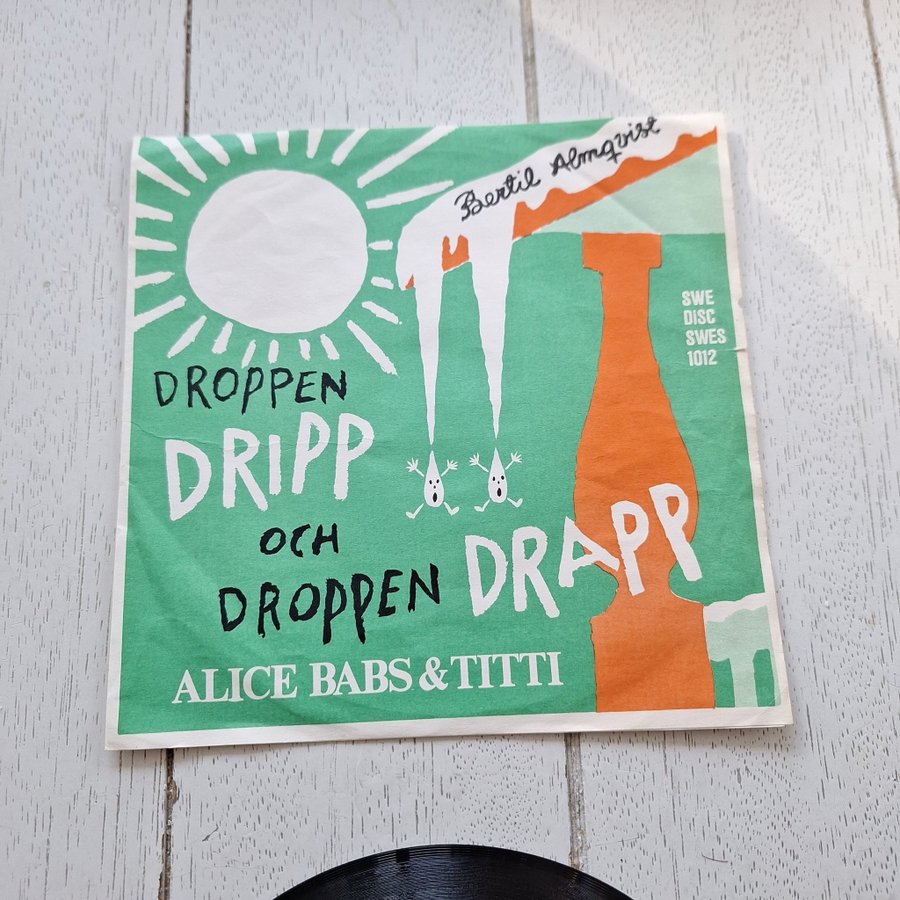 Bertil Almqvist
SWE
DISC
SWES
1012
DROPPEN
DRIPP
OCH
DROPPEN
DRAPP
ALICE BABS & TITTI